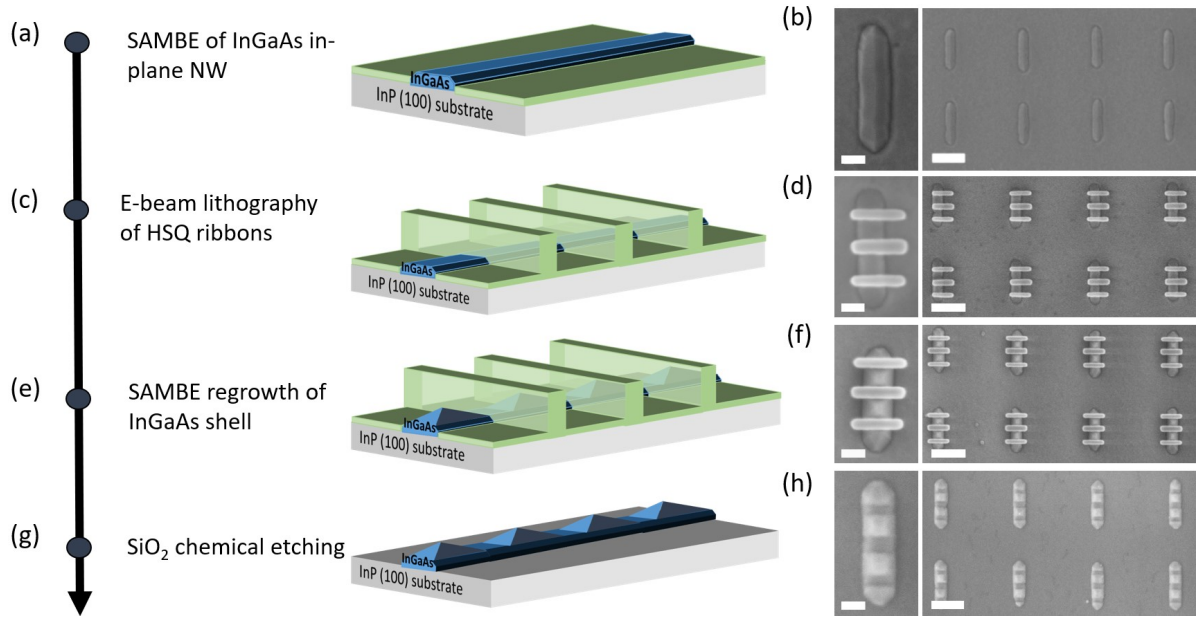 (a)
SAMBE of InGaAs in-
plane NW
InGaAs
InP (100) substrate
(b)
(c)
E-beam lithography
of HSQ ribbons
InGaAs
InP (100) substrate
(d)
(e)
SAMBE regrowth of
InGaAs shell
InGaAs
InP (100) substrate
(f)
(g)
SiO₂ chemical etching
InGaAs
InP (100) substrate
(h)